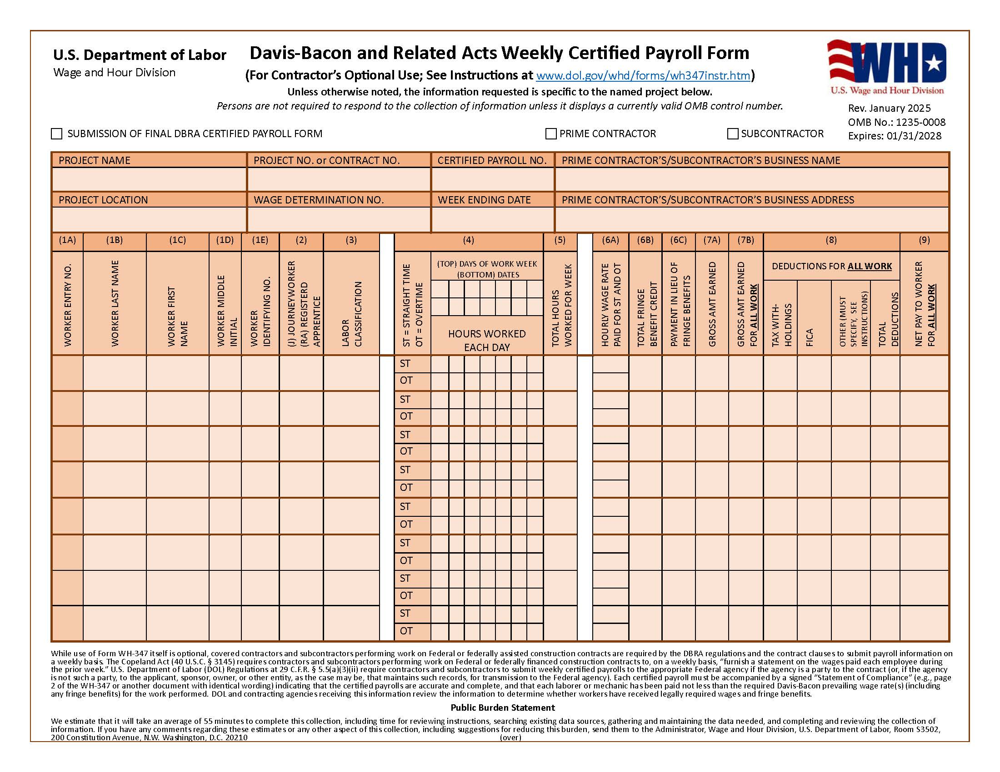 U.S. Department of Labor
Wage and Hour Division
Davis-Bacon and Related Acts Weekly Certified Payroll Form
(For Contractor’s Optional Use; See Instructions at www.dol.gov/whd/forms/wh347instr.htm)
Unless otherwise noted, the information requested is specific to the named project below.
Persons are not required to respond to the collection of information unless it displays a currently valid OMB control number.
WHD
U.S. Wage and Hour Division
Rev. January 2025
OMB No.: 1235-0008
Expires: 01/31/2028
SUBMISSION OF FINAL DBRA CERTIFIED PAYROLL FORM
PRIME CONTRACTOR
SUBCONTRACTOR
PROJECT NAME
PROJECT NO. or CONTRACT NO.
CERTIFIED PAYROLL NO.
PRIME CONTRACTOR’S/SUBCONTRACTOR’S BUSINESS NAME
PROJECT LOCATION
WAGE DETERMINATION NO.
WEEK ENDING DATE
PRIME CONTRACTOR’S/SUBCONTRACTOR’S BUSINESS ADDRESS
(1A)
(1B)
(1C)
(1D)
(1E)
(2)
(3)
(4)
(5)
(6A)
(6B)
(6C)
(7A)
(7B)
(8)
(9)
WORKER ENTRY NO.
WORKER LAST NAME
WORKER FIRST
NAME
WORKER MIDDLE
INITIAL
WORKER
IDENTIFYING NO.
(J) JOURNEYWORKER
(RA) REGISTERD
APPRENTICE
LABOR
CLASSIFICATION
ST = STRAIGHT TIME
OT = OVERTIME
(TOP) DAYS OF WORK WEEK
(BOTTOM) DATES
HOURS WORKED
EACH DAY
TOTAL HOURS
WORKED FOR WEEK
HOURLY WAGE RATE
PAID FOR ST AND OT
TOTAL FRINGE
BENEFIT CREDIT
PAYMENT IN LIEU OF
FRINGE BENEFITS
GROSS AMT EARNED
GROSS AMT EARNED
FOR ALL WORK
DEDUCTIONS FOR ALL WORK
TAX WITH-
HOLDINGS
FICA
OTHER (MUST
SPECIFY, SEE
INSTRUCTIONS)
TOTAL
DEDUCTIONS
NET PAY TO WORKER
FOR ALL WORK
ST
OT
ST
OT
ST
OT
ST
OT
ST
OT
ST
OT
ST
OT
ST
OT
While use of Form WH-347 itself is optional, covered contractors and subcontractors performing work on Federal or federally assisted construction contracts are required by the DBRA regulations and the contract clauses to submit payroll information on
a weekly basis. The Copeland Act (40 U.S.C. § 3145) requires contractors and subcontractors performing work on Federal or federally financed construction contracts to, on a weekly basis, “furnish a statement on the wages paid each employee during
the prior week.” U.S. Department of Labor (DOL) Regulations at 29 C.F.R. § 5.5(a)(3)(ii) require contractors and subcontractors to submit weekly certified payrolls to the appropriate Federal agency if the agency is a party to the contract (or, if the agency
is not such a party, to the applicant, sponsor, owner, or other entity, as the case may be, that maintains such records, for transmission to the Federal agency). Each certified payroll must be accompanied by a signed “Statement of Compliance” (e.g., page
2 of the WH-347 or another document with identical wording) indicating that the certified payrolls are accurate and complete, and that each laborer or mechanic has been paid not less than the required Davis-Bacon prevailing wage rate(s) (including
any fringe benefits) for the work performed. DOL and contracting agencies receiving this information review the information to determine whether workers have received legally required wages and fringe benefits.
Public Burden Statement
We estimate that it will take an average of 55 minutes to complete this collection, including time for reviewing instructions, searching existing data sources, gathering and maintaining the data needed, and completing and reviewing the collection of
information. If you have any comments regarding these estimates or any other aspect of this collection, including suggestions for reducing this burden, send them to the Administrator, Wage and Hour Division, U.S. Department of Labor, Room S3502,
200 Constitution Avenue, N.W. Washington, D.C. 20210
(over)